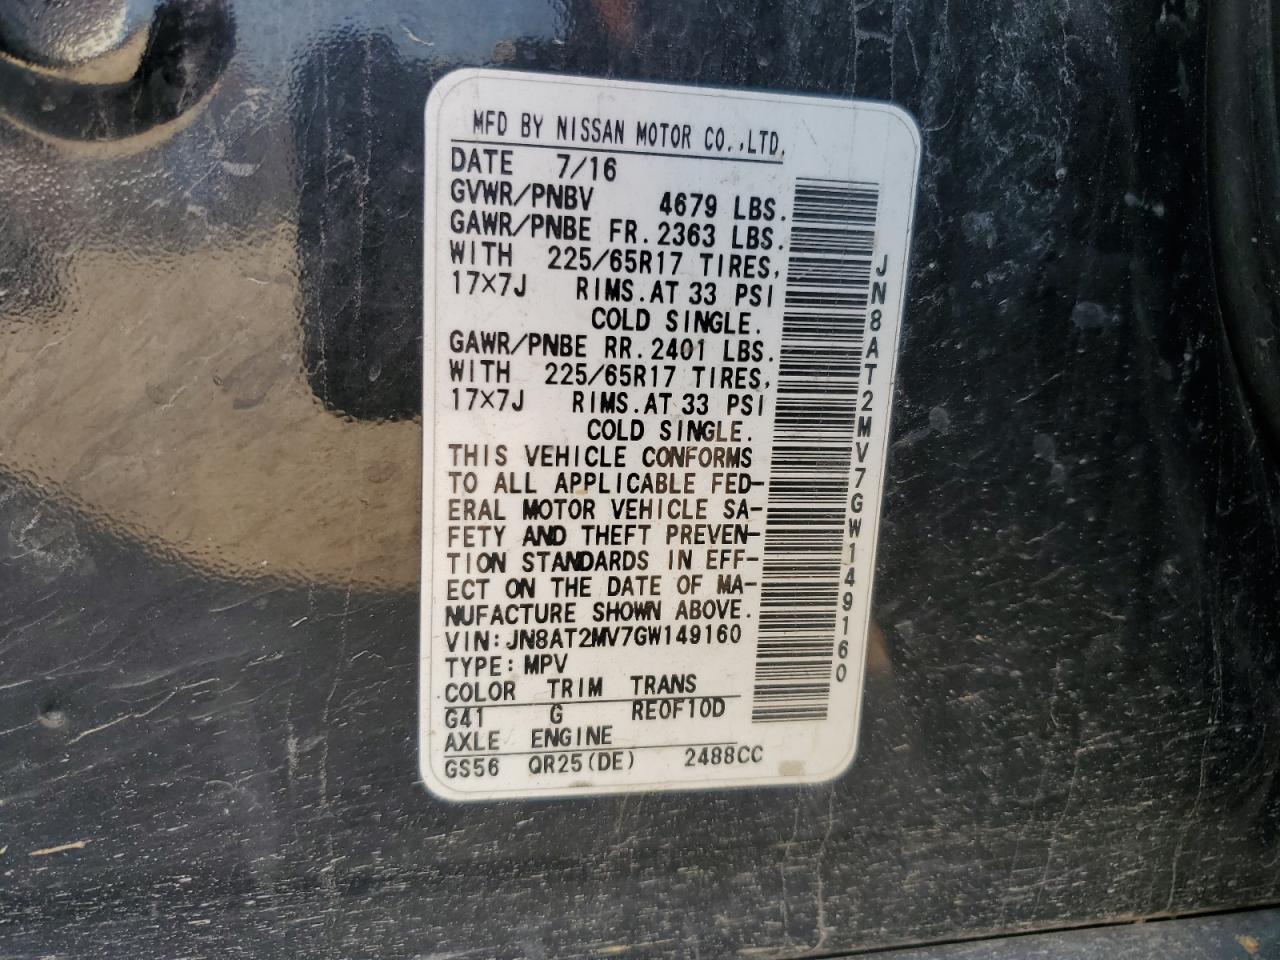 MFD BY NISSAN MOTOR CO.,LTD.
DATE 7/16
GVWR/PNBV 4679 LBS.
GAWR/PNBE FR. 2363 LBS.
WITH 225/65R17 TIRES,
17×7J RIMS. AT 33 PSI
COLD SINGLE.
GAWR/PNBE RR. 2401 LBS.
WITH 225/65R17 TIRES,
17×7J RIMS. AT 33 PSI
COLD SINGLE.
THIS VEHICLE CONFORMS
TO ALL APPLICABLE FED-
ERAL MOTOR VEHICLE SA-
FETY AND THEFT PREVEN-
TION STANDARDS IN EFF-
ECT ON THE DATE OF MA-
NUFACTURE SHOWN ABOVE.
VIN: JN8AT2MV7GW149160
TYPE: MPV
COLOR TRIM TRANS
G41 G RE0F10D
AXLE ENGINE
GS56 QR25(DE) 2488CC
JN8AT2MV7GW149160